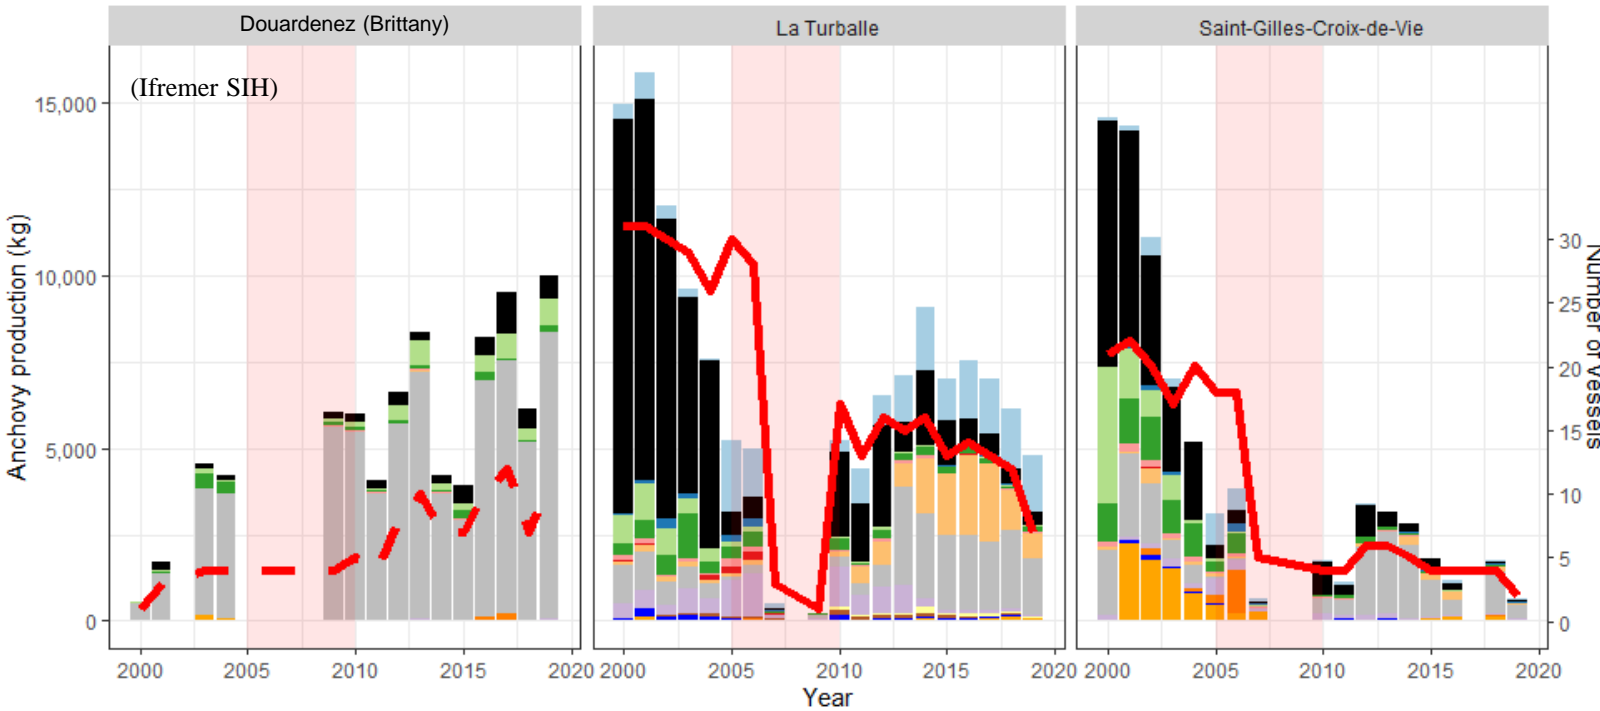 Douardenez (Brittany)
La Turballe
Saint-Gilles-Croix-de-Vie
(Ifremer SIH)
15,000
10,000
5,000
0
Anchovy production (kg)
30
25
20
15
10
5
0
Number of vessels
2000 2005 2010 2015 2020
2000 2005 2010 2015 2020
2000 2005 2010 2015 2020
Year